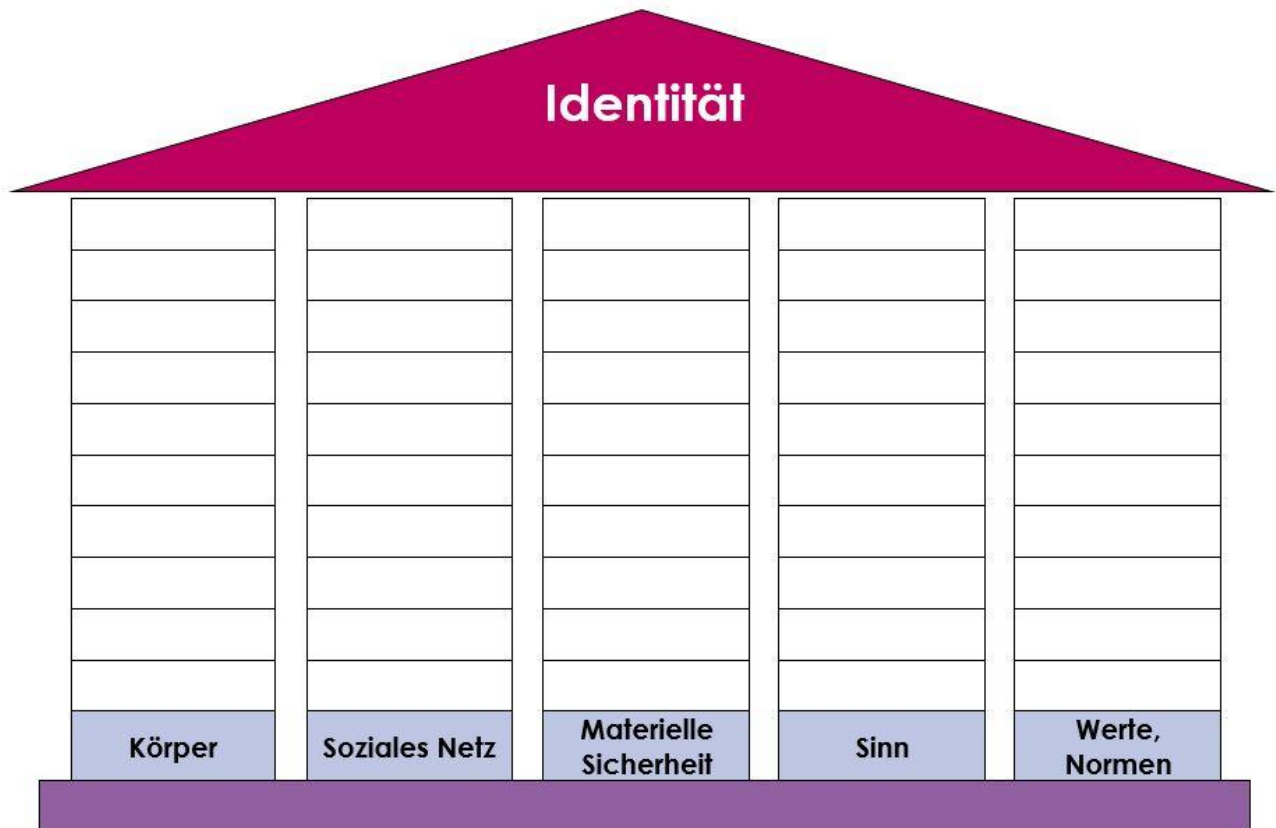 Identität
Körper
Soziales Netz
Materielle
Sicherheit
Sinn
Werte,
Normen